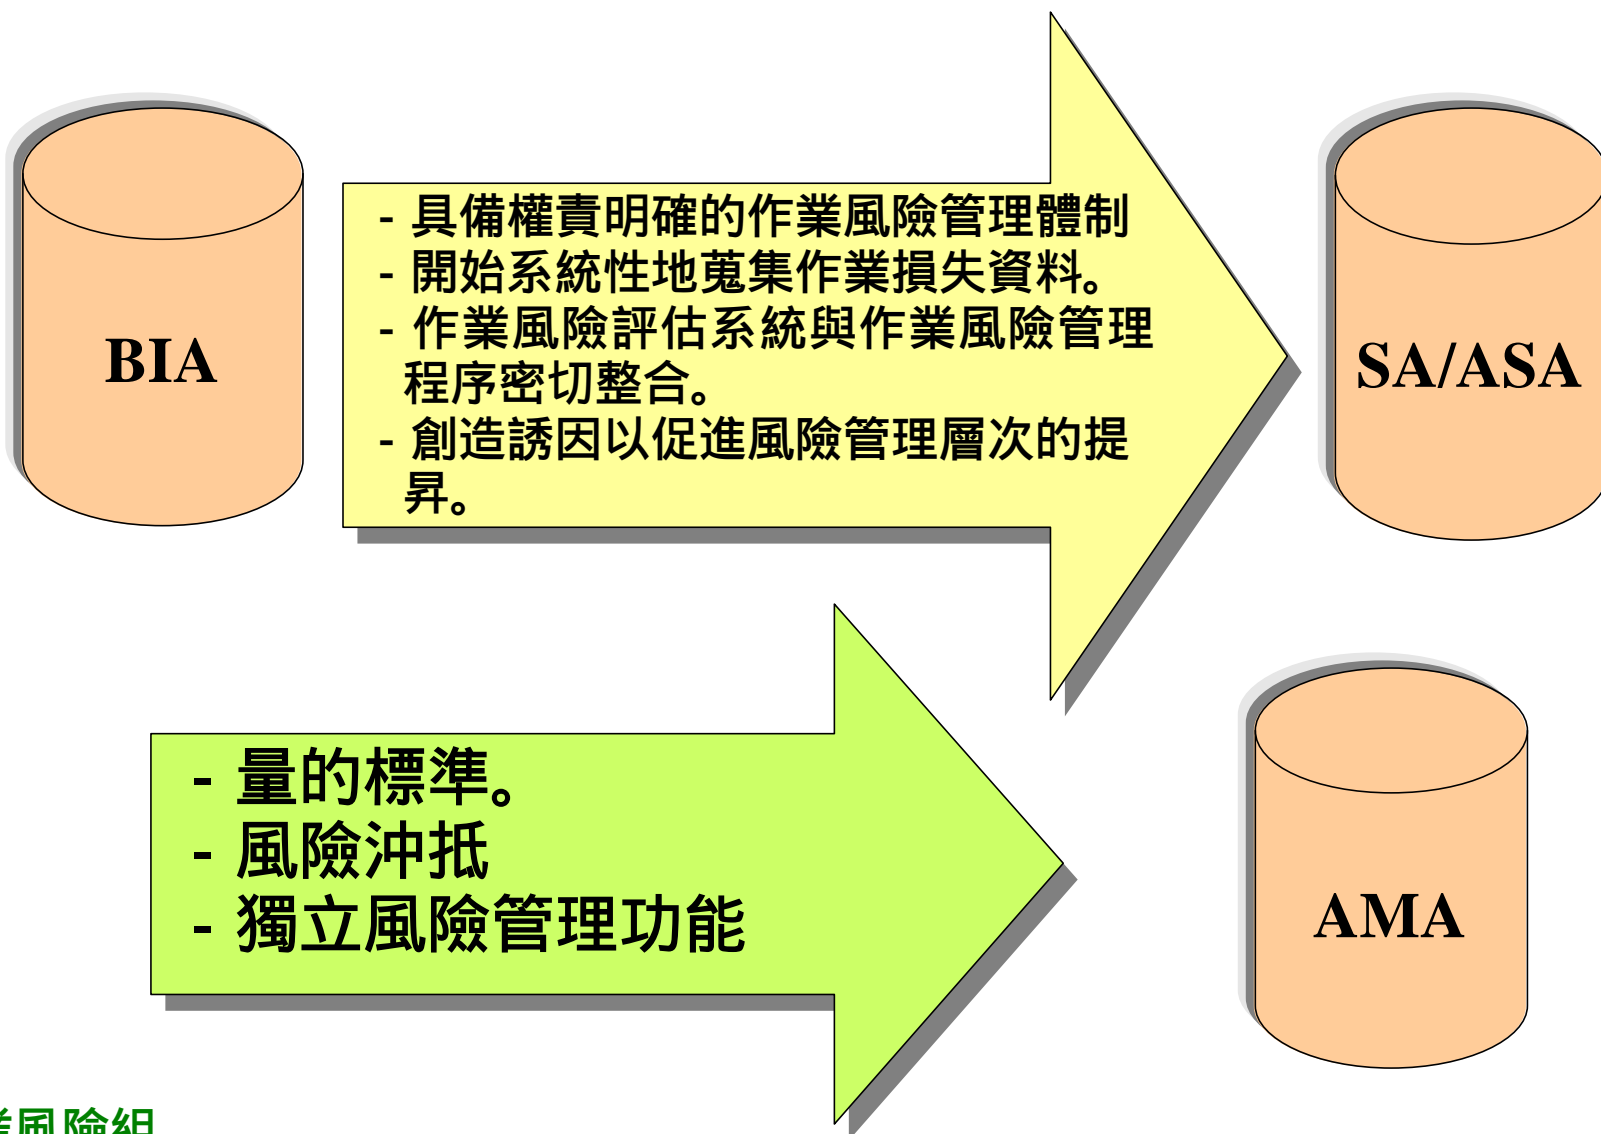 BIA
- 具備權責明確的作業風險管理體制
- 開始系統性地蒐集作業損失資料。
- 作業風險評估系統與作業風險管理
程序密切整合。
- 創造誘因以促進風險管理層次的提
昇。
SA/ASA
- 量的標準。
- 風險沖抵
- 獨立風險管理功能
AMA
業風險組